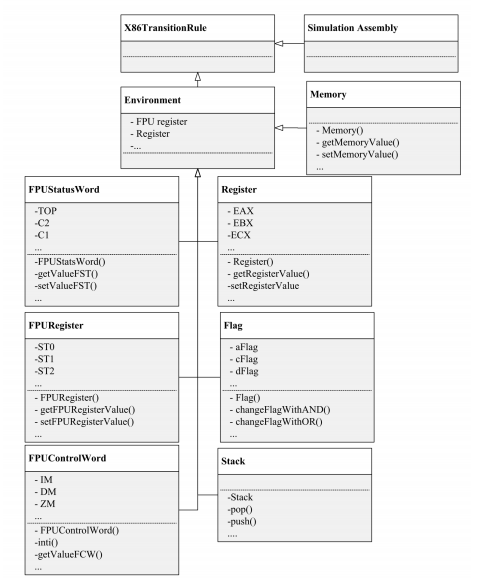 X86TransitionRule
Simulation Assembly
Environment
- FPU register
- Register
-...
Memory
- Memory()
- getMemoryValue()
- setMemoryValue()
...
FPUStatusWord
-TOP
-C2
-C1
...
-FPUStatsWord()
-getValueFST()
-setValueFST()
...
Register
- EAX
- EBX
-ECX
...
- Register()
- getRegisterValue()
-setRegisterValue
...
FPURegister
-ST0
-ST1
-ST2
...
- FPURegister()
- getFPURegisterValue()
- setFPURegisterValue()
...
Flag
- aFlag
- cFlag
- dFlag
...
- Flag()
- changeFlagWithAND()
- changeFlagWithOR()
...
FPUControlWord
- IM
- DM
- ZM
...
- FPUControlWord()
-inti()
-getValueFCW()
...
Stack
-Stack
-pop()
-push()
....